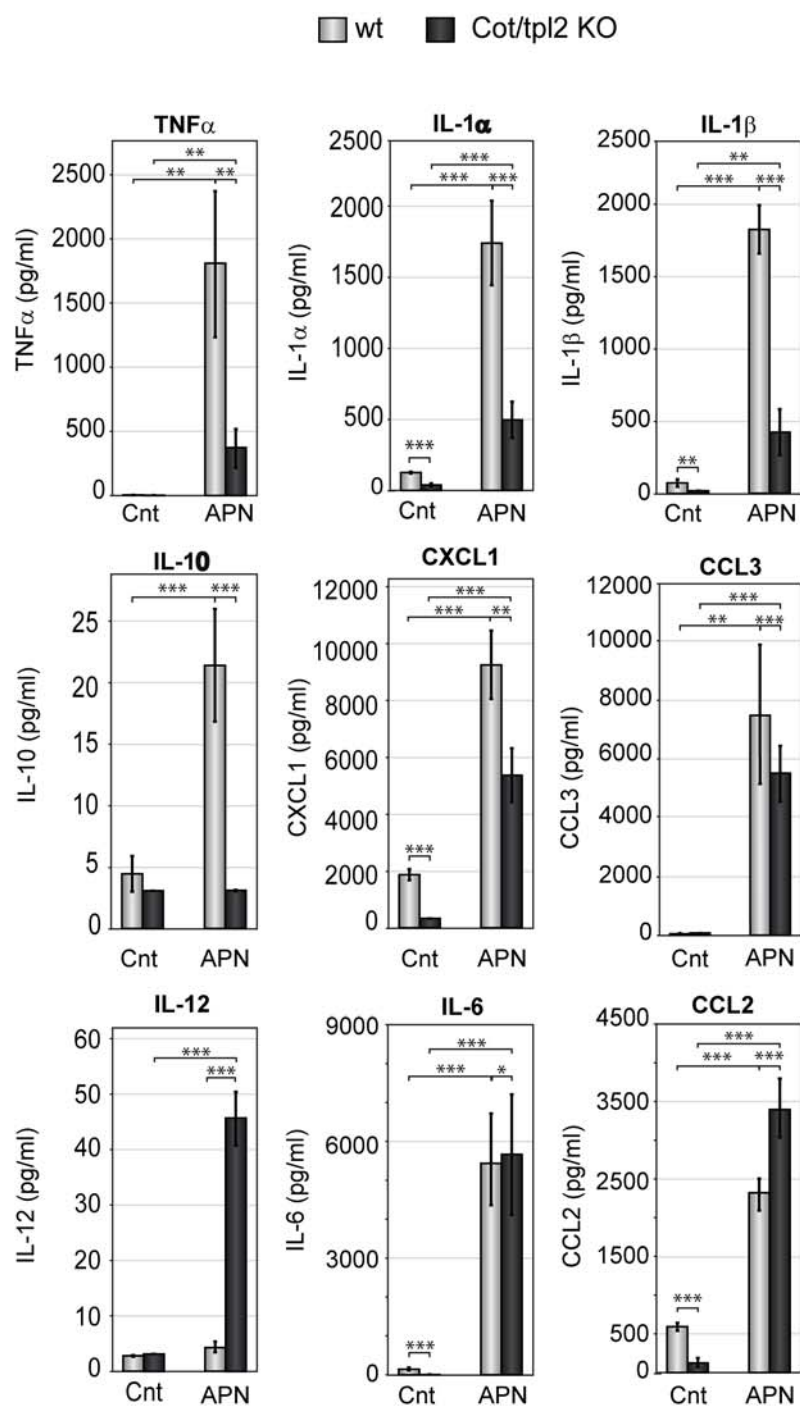 wt Cot/tpl2 KO
TNFα
** 
** **
TNFα (pg/ml)
2500
2000
1500
1000
500
0
Cnt APN
IL-1α
***
*** ***
***
IL-1α (pg/ml)
2500
2000
1500
1000
500
0
Cnt APN
IL-1β
**
*** ***
**
IL-1β (pg/ml)
2500
2000
1500
1000
500
0
Cnt APN
IL-10
*** ***
IL-10 (pg/ml)
25
20
15
10
5
0
Cnt APN
CXCL1
***
*** **
***
CXCL1 (pg/ml)
12000
10000
8000
6000
4000
2000
0
Cnt APN
CCL3
***
** ***
CCL3 (pg/ml)
12000
10000
8000
6000
4000
2000
0
Cnt APN
IL-12
***
***
IL-12 (pg/ml)
60
50
40
30
20
10
0
Cnt APN
IL-6
***
*** *
***
IL-6 (pg/ml)
9000
6000
3000
0
Cnt APN
CCL2
***
*** ***
***
CCL2 (pg/ml)
4500
3500
2500
1500
500
0
Cnt APN